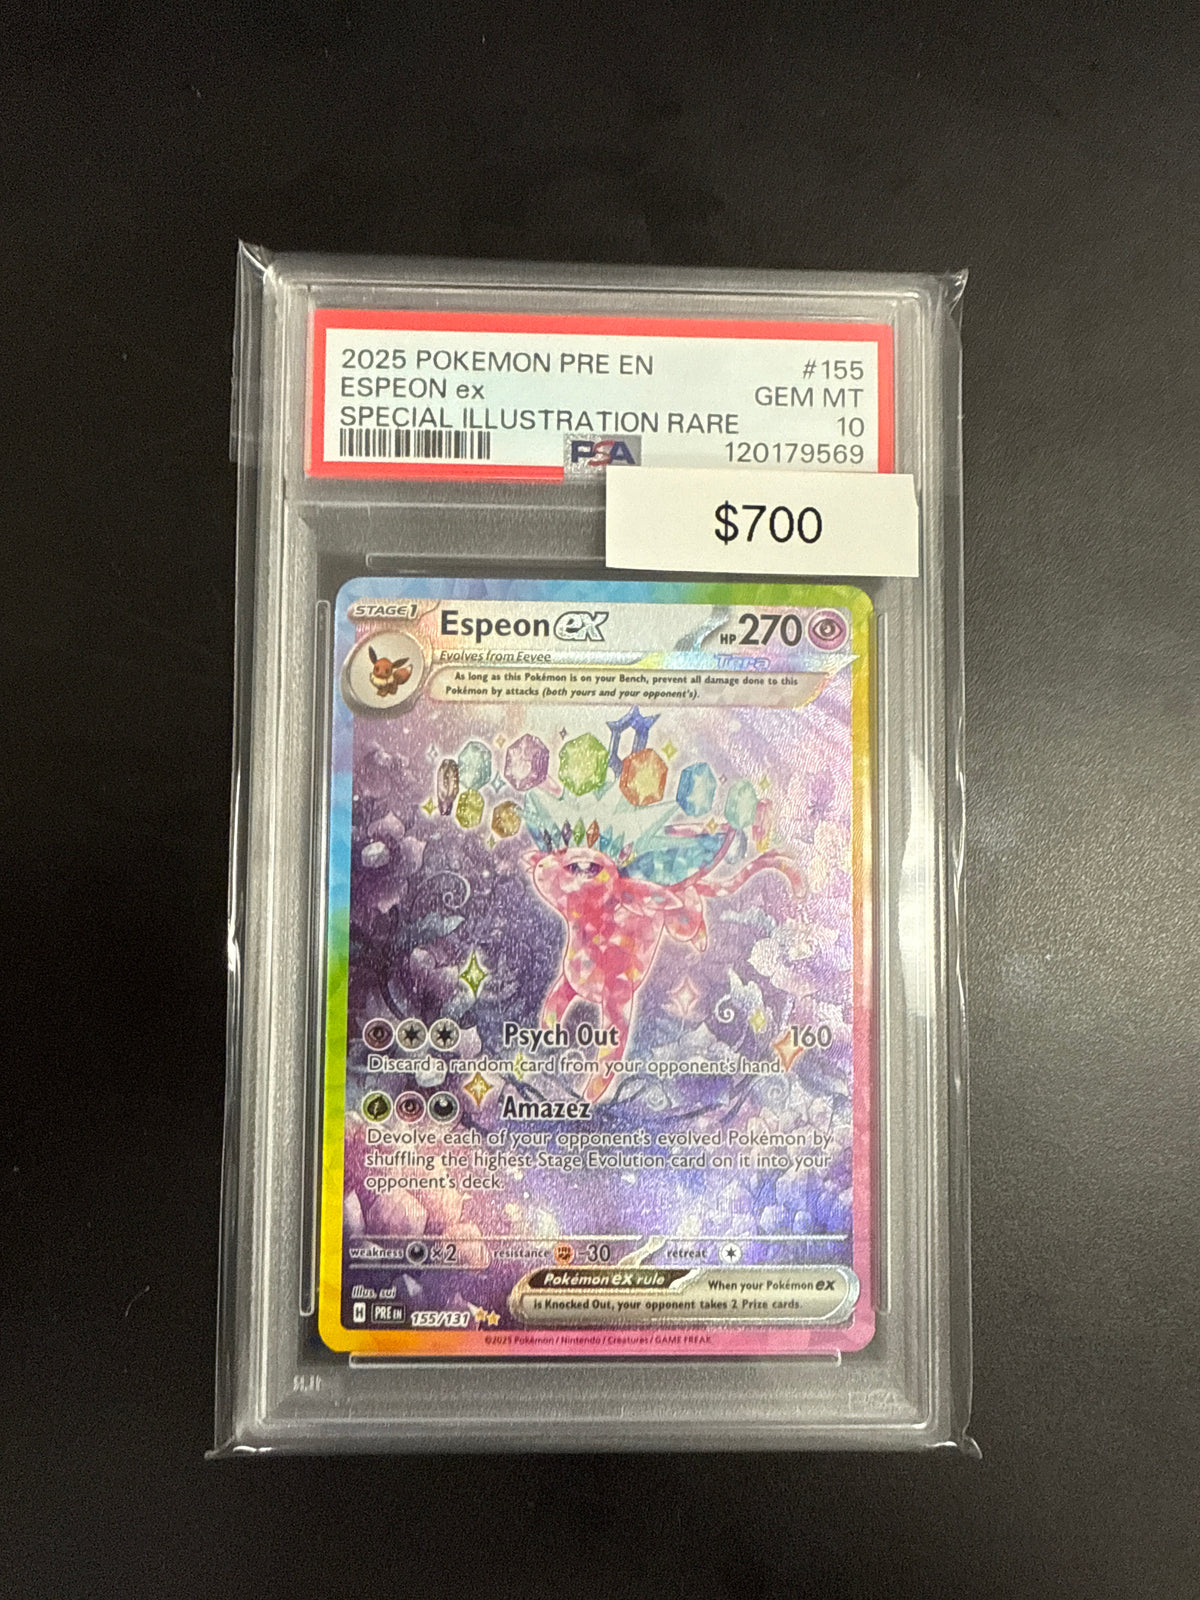 2025 POKEMON PRE EN #155
ESPEON ex GEM MT
SPECIAL ILLUSTRATION RARE 10
PSA 120179569
$700
STAGE 1 Espeon ex HP 270
Evolves from Eevee Tera
As long as this Pokémon is on your Bench, prevent all damage done to this
Pokémon by attacks (both yours and your opponent's).
Psych Out 160
Discard a random card from your opponent's hand.
Amazez
Devolve each of your opponent's evolved Pokémon by
shuffling the highest Stage Evolution card on it into your
opponent's deck.
weakness ×2 resistance -30 retreat
Pokémon ex rule When your Pokémon ex
is Knocked Out, your opponent takes 2 Prize cards.
Illus. sui
H PRE EN 155/131
©2025 Pokémon / Nintendo / Creatures / GAME FREAK